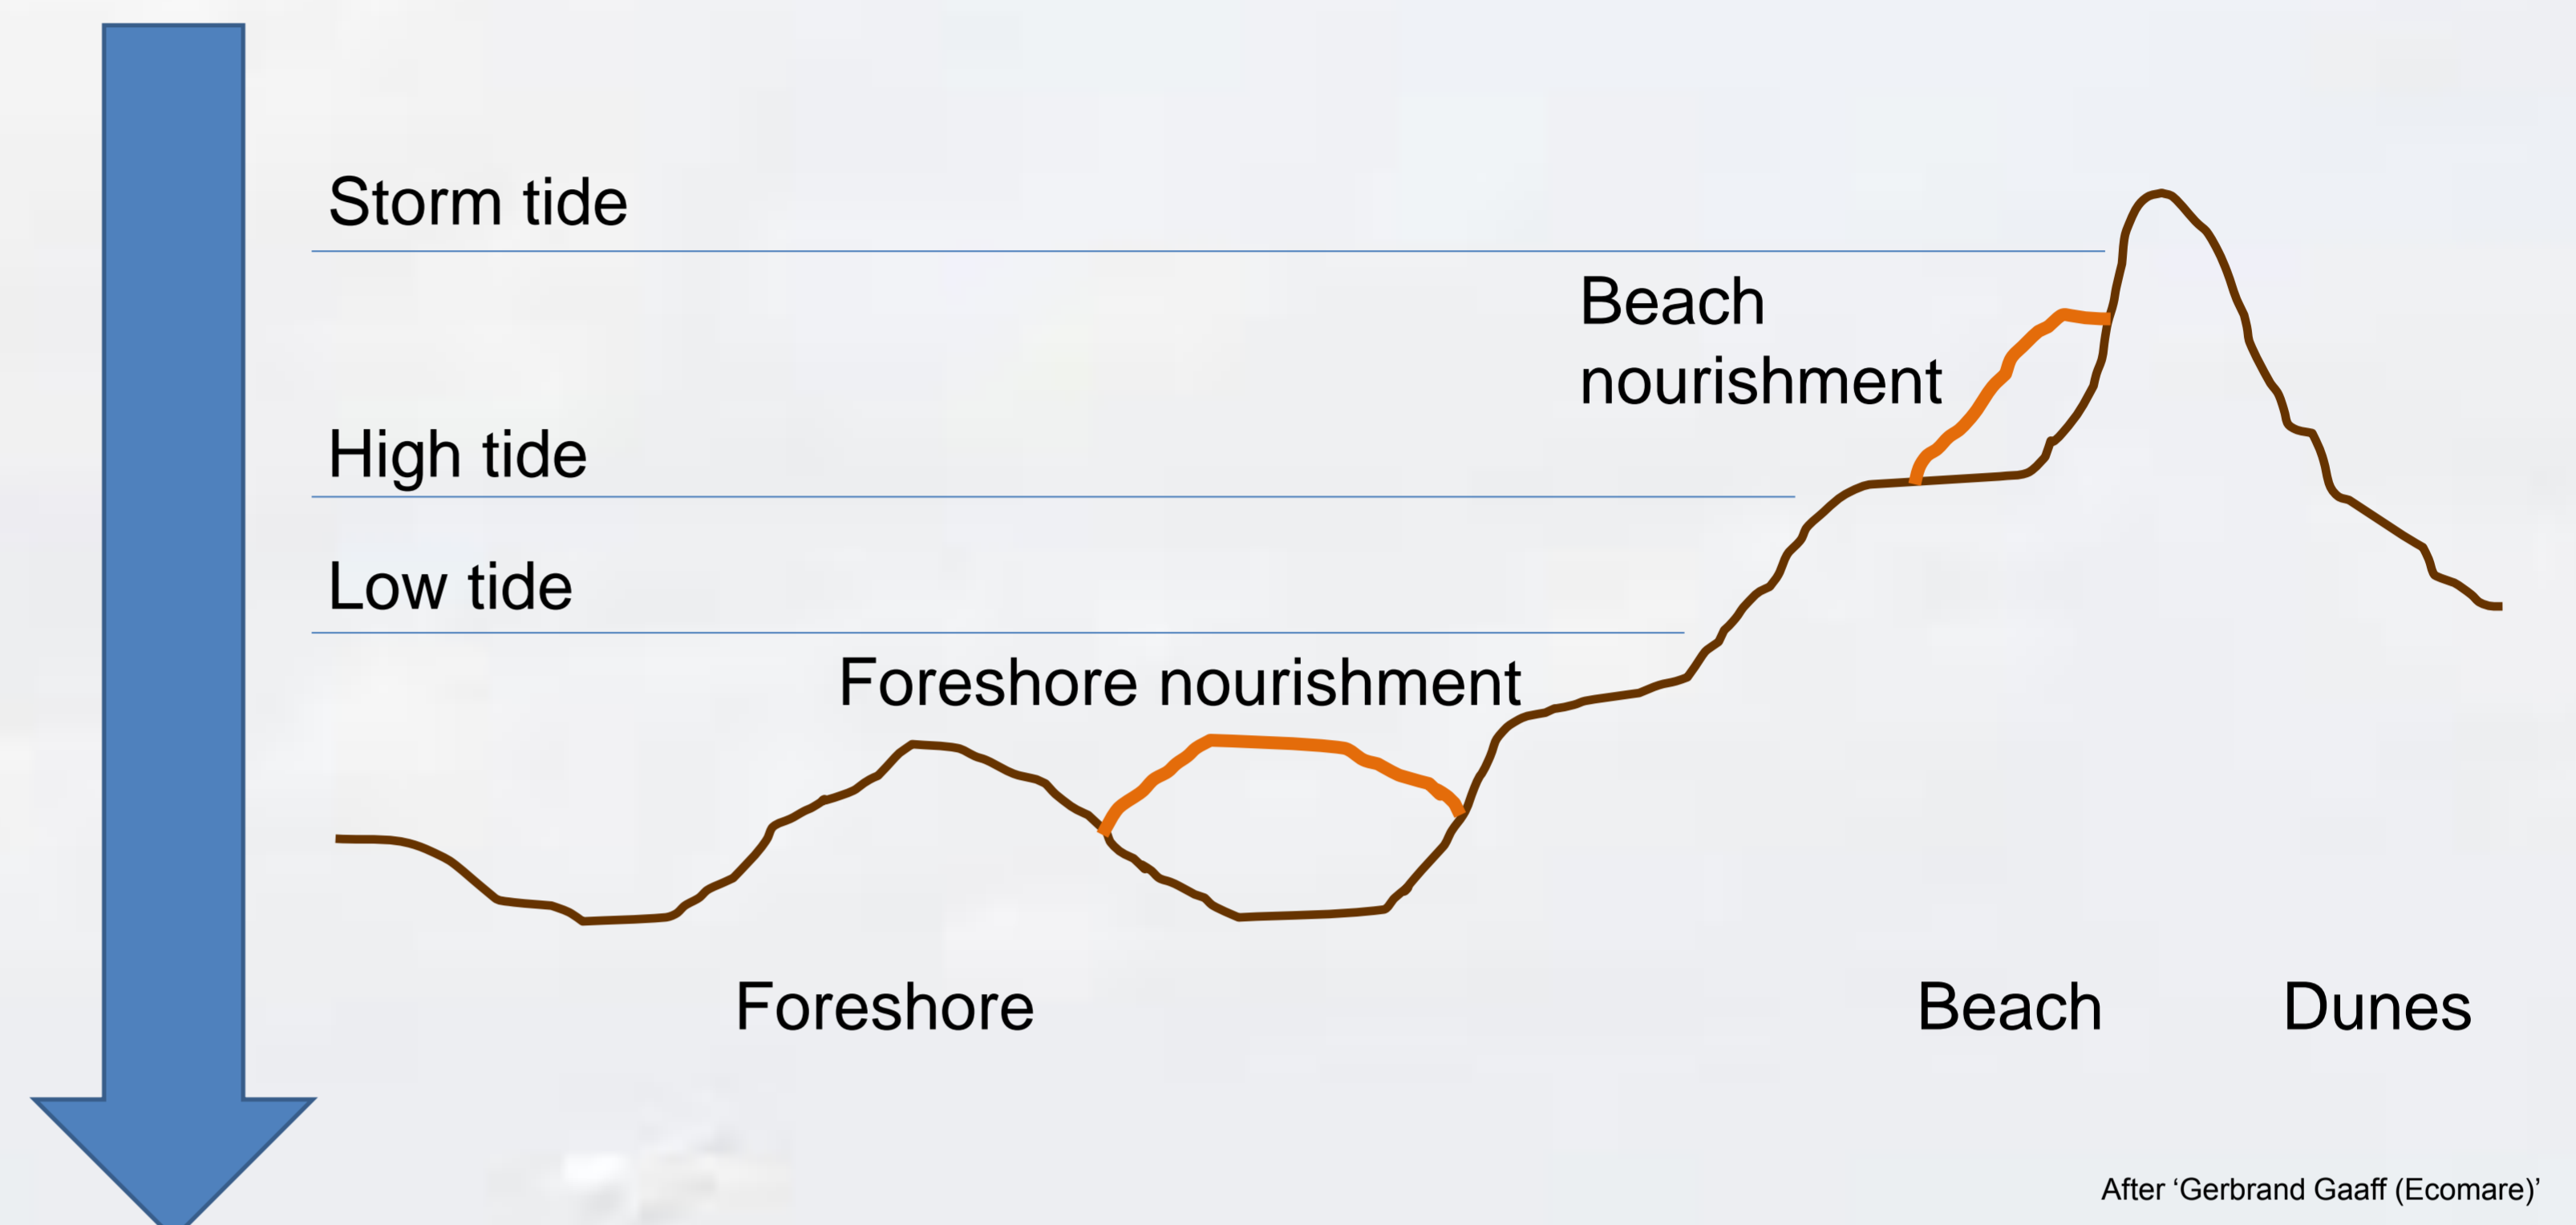 Storm tide
Beach
nourishment
High tide
Low tide
Foreshore nourishment
Foreshore
Beach
Dunes
After ‘Gerbrand Gaaff (Ecomare)’